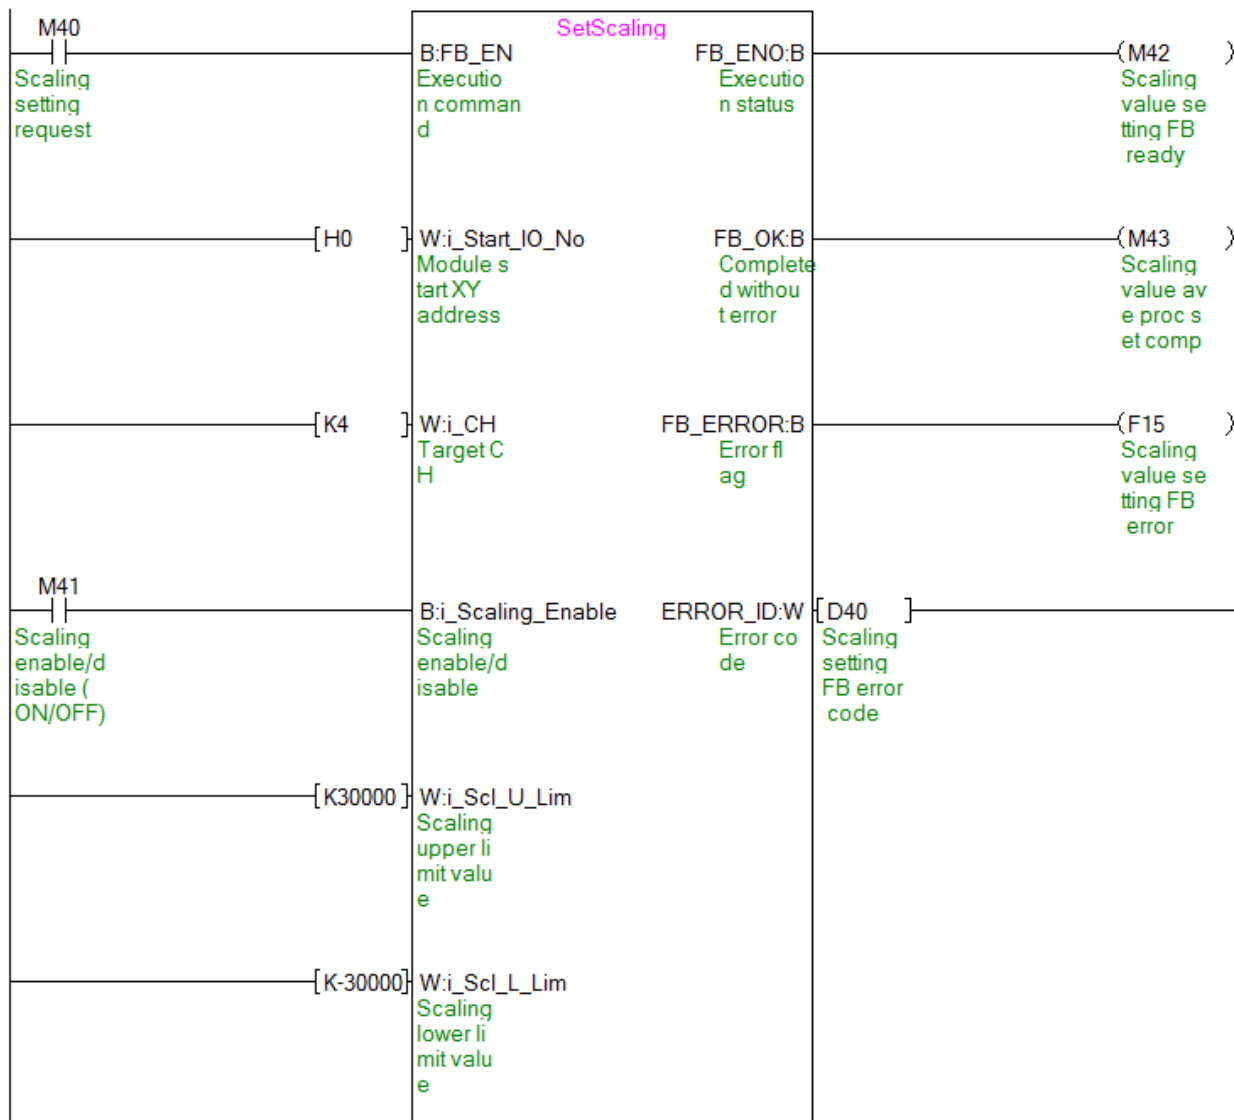 SetScaling
M40
B:FB_EN
FB_ENO:B
M42
Scaling
setting
request
Executio
n comman
d
Executio
n status
Scaling
value se
tting FB
ready
H0
W:i_Start_IO_No
FB_OK:B
M43
Module s
tart XY
address
Complete
d withou
t error
Scaling
value av
e proc s
et comp
K4
W:i_CH
FB_ERROR:B
F15
Target C
H
Error fl
ag
Scaling
value se
tting FB
error
M41
B:i_Scaling_Enable
ERROR_ID:W
D40
Scaling
enable/d
isable (
ON/OFF)
Scaling
enable/d
isable
Error co
de
Scaling
setting
FB error
code
K30000
W:i_Scl_U_Lim
Scaling
upper li
mit valu
e
K-30000
W:i_Scl_L_Lim
Scaling
lower li
mit valu
e